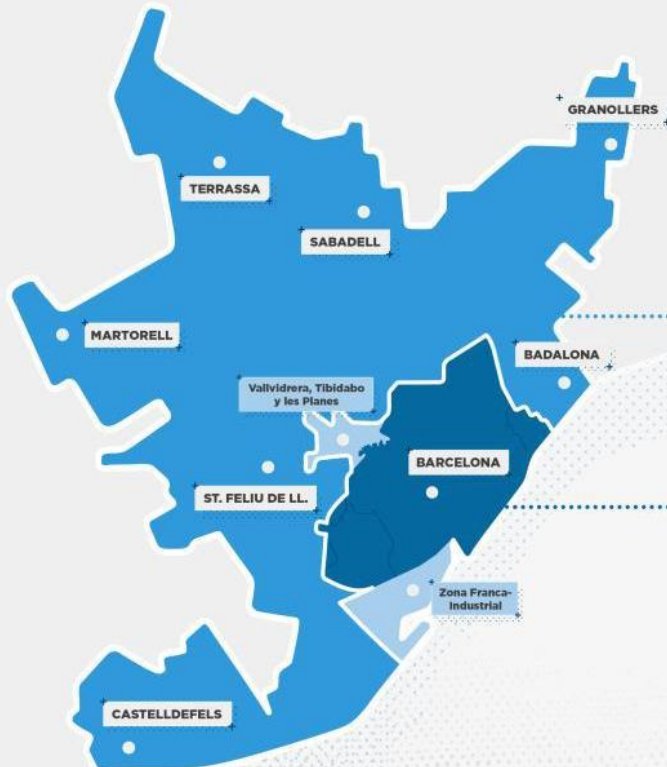 GRANOLLERS
TERRASSA
SABADELL
MARTORELL
BADALONA
Vallvidrera, Tibidabo
y les Planes
BARCELONA
ST. FELIU DE LL.
Zona Franca-
Industrial
CASTELLDEFELS